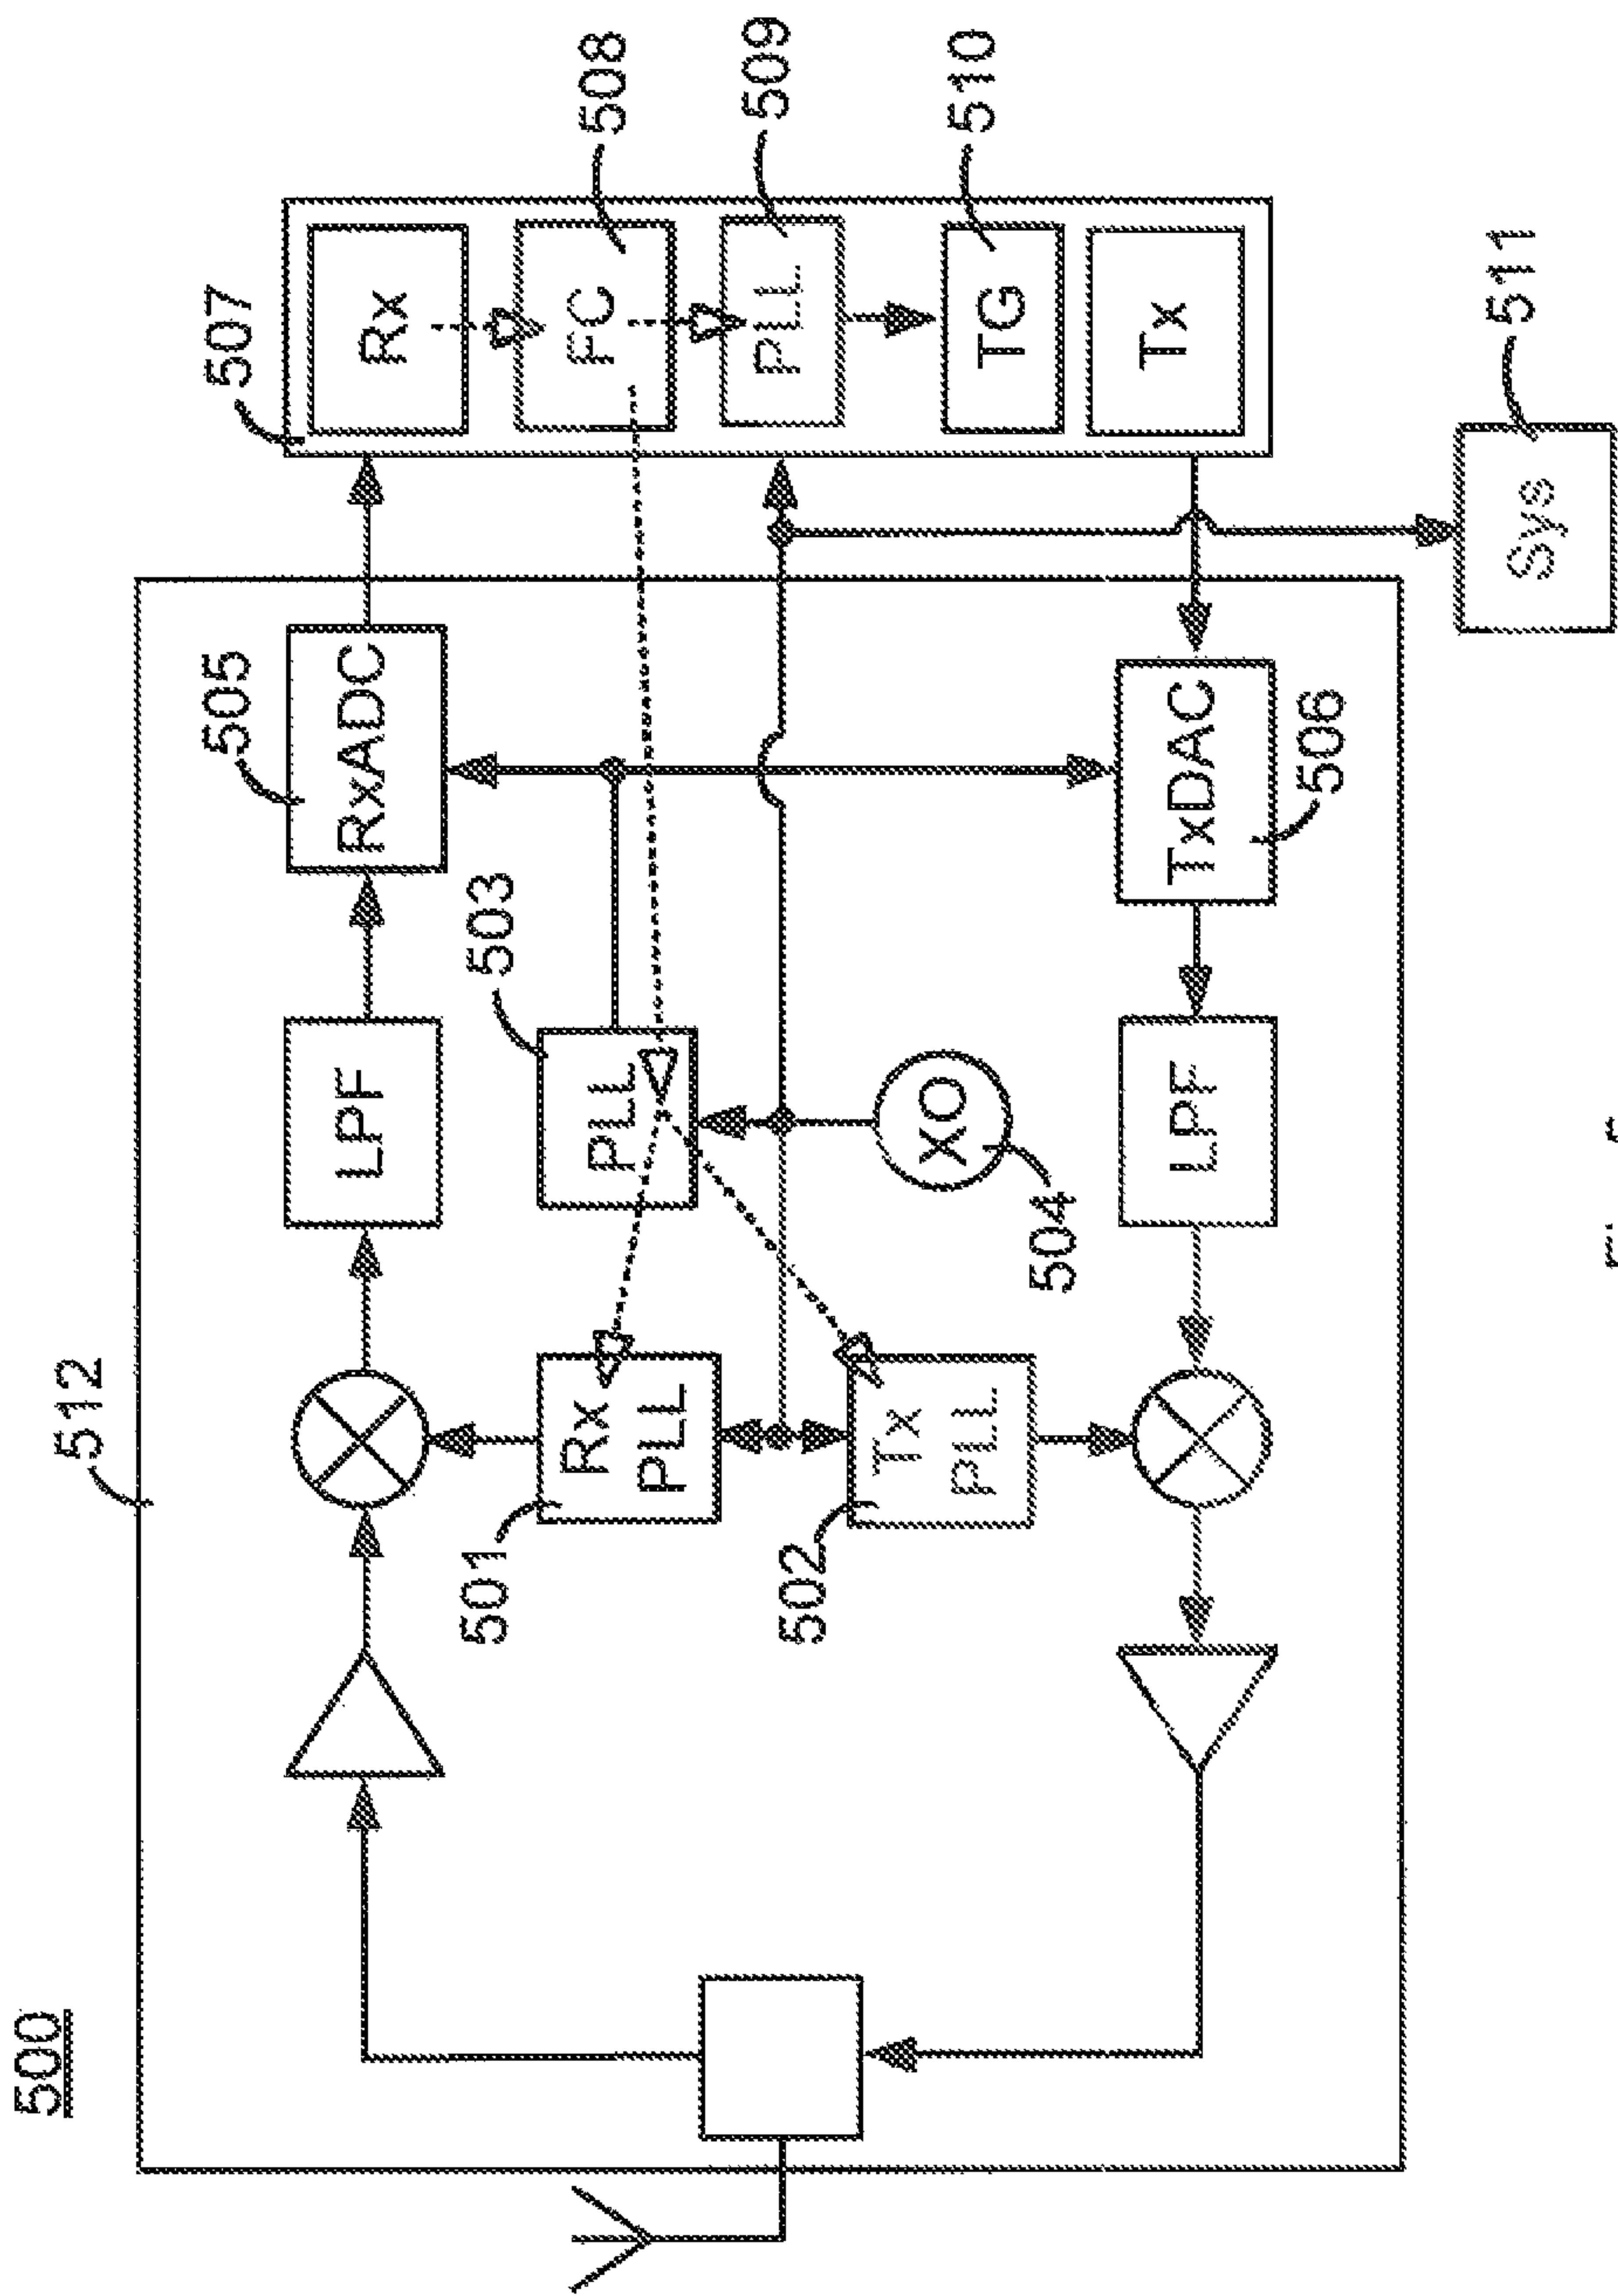 500
512
505
507
LPF
RxADC
Rx
503
508
Rx
PLL
PLL
FC
501
509
PLL
502
Tx
PLL
XO
504
510
TG
LPF
TxDAC
506
Tx
Sys
511